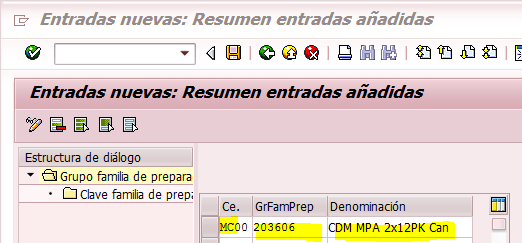 Entradas nuevas: Resumen entradas añadidas
Entradas nuevas: Resumen entradas añadidas
Estructura de diálogo
Grupo familia de prepara
Clave familia de prepa
Ce. GrFamPrep Denominación
MC00 203606 CDM MPA 2x12PK Can